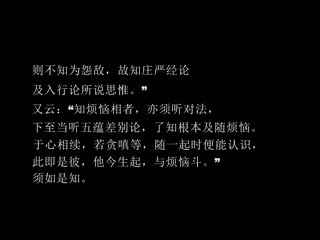 则不知为怨敌，故知庄严经论
及入行论所说思惟。”
又云：“知烦恼相者，亦须听对法，
下至当听五蕴差别论，了知根本及随烦恼。
于心相续，若贪嗔等，随一起时便能认识，
此即是彼，他今生起，与烦恼斗。”
须如是知。